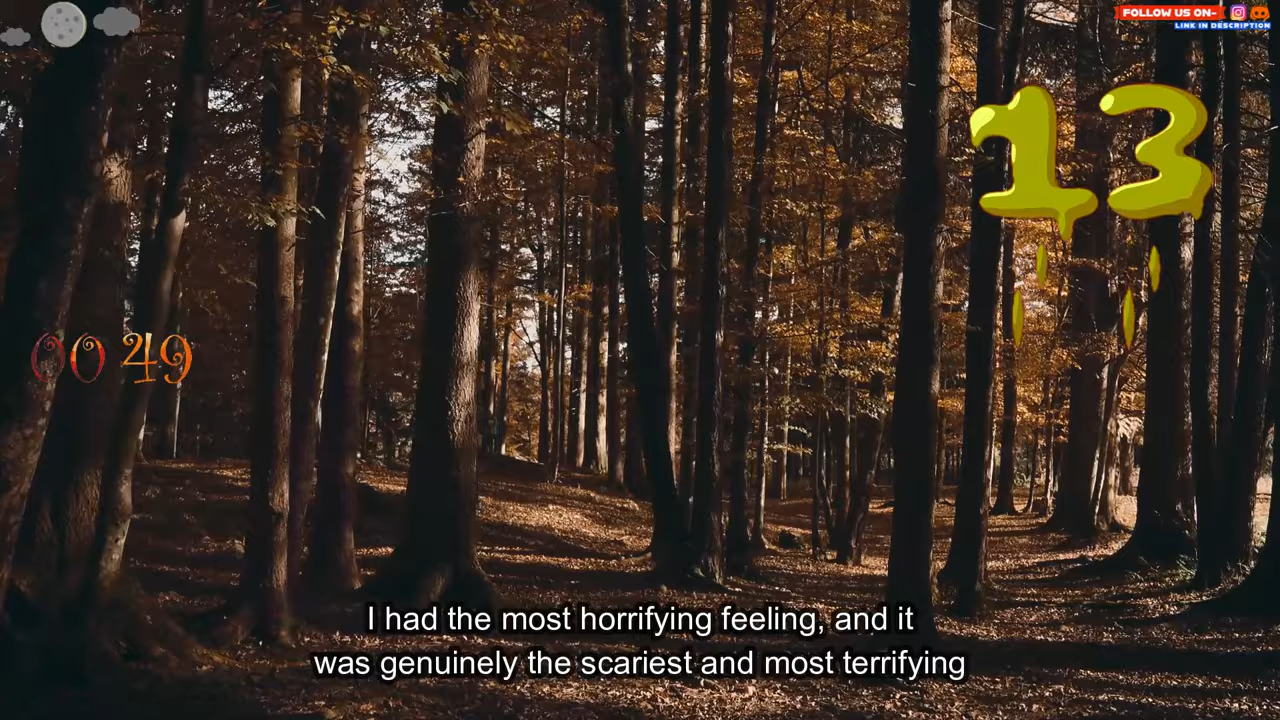 FOLLOW US ON-
LINK IN DESCRIPTION
13
00 49
I had the most horrifying feeling, and it
was genuinely the scariest and most terrifying